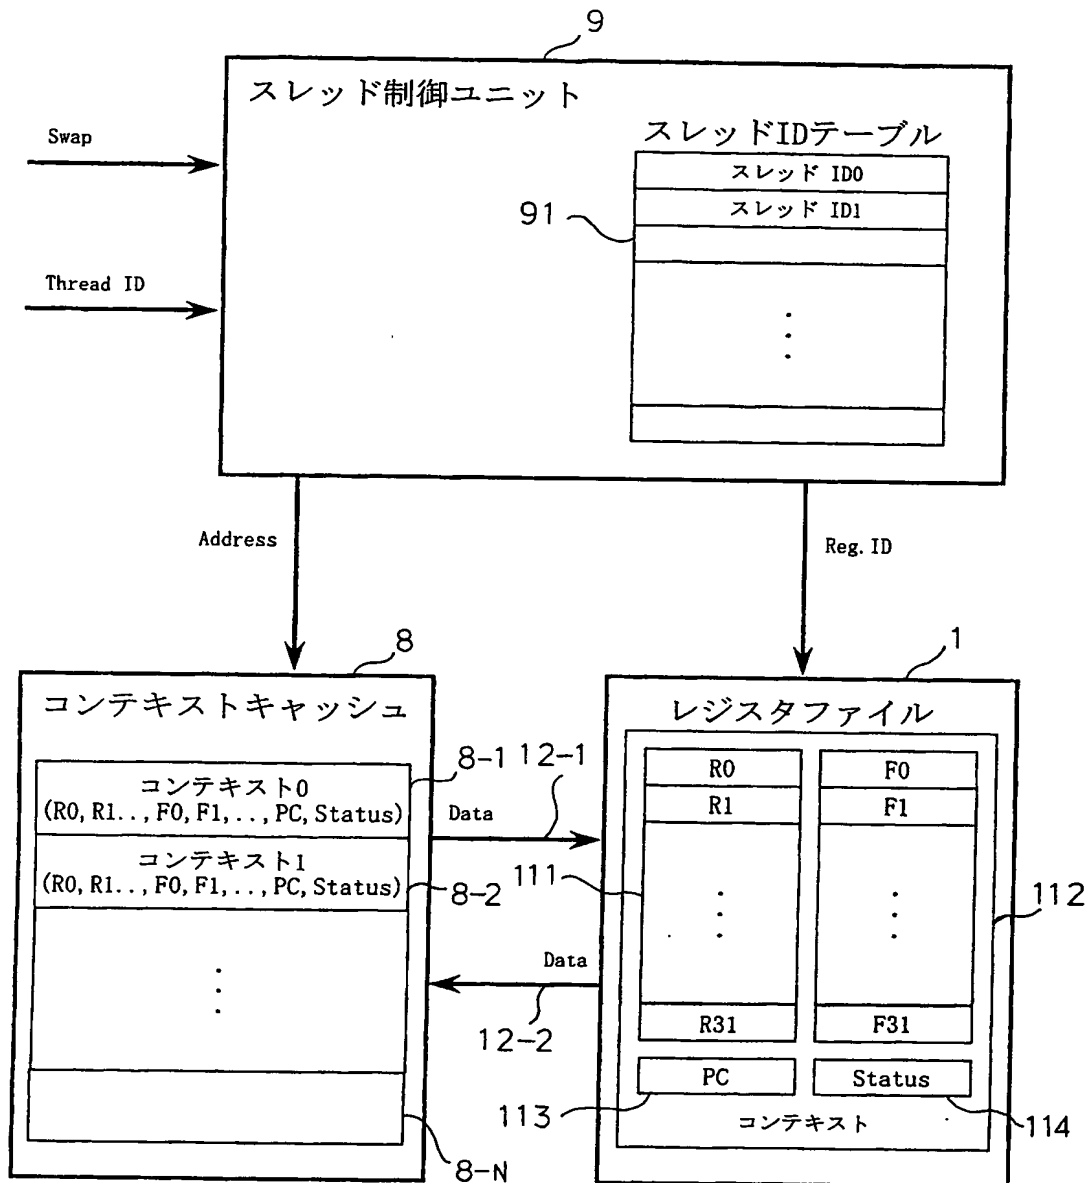 9
スレッド制御ユニット
Swap
スレッドIDテーブル
スレッド ID0
スレッド ID1
91
Thread ID
Address
Reg. ID
8
1
コンテキストキャッシュ
レジスタファイル
8-1
12-1
コンテキスト0
(R0, R1.., F0, F1,.., PC, Status)
Data
R0
F0
R1
F1
コンテキスト1
(R0, R1.., F0, F1,.., PC, Status)
8-2
111
112
Data
12-2
R31
F31
PC
Status
113
コンテキスト
114
8-N